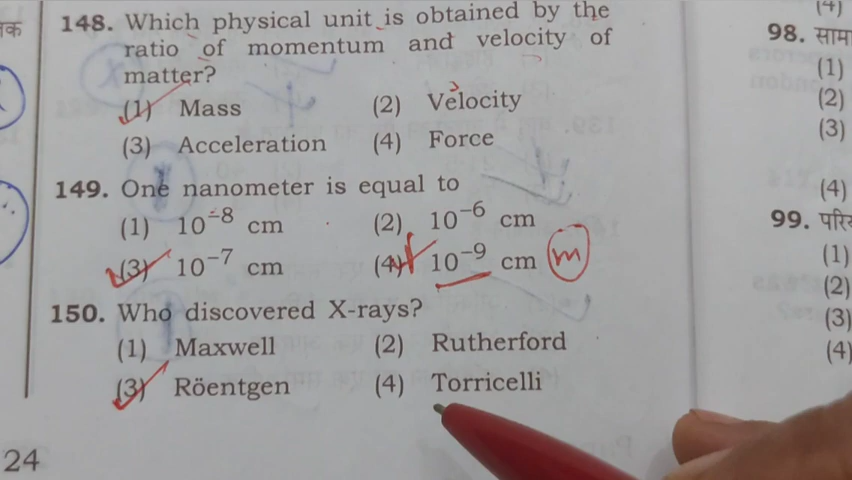 148. Which physical unit is obtained by the
ratio of momentum and velocity of
matter?
(1) Mass (2) Velocity
(3) Acceleration (4) Force
149. One nanometer is equal to
(1) 10⁻⁸ cm (2) 10⁻⁶ cm
(3) 10⁻⁷ cm (4) 10⁻⁹ cm m
150. Who discovered X-rays?
(1) Maxwell (2) Rutherford
(3) Röentgen (4) Torricelli
24
(4)
98. सामा
(1)
(2)
(3)
(4)
99. परि
(1)
(2)
(3)
(4)